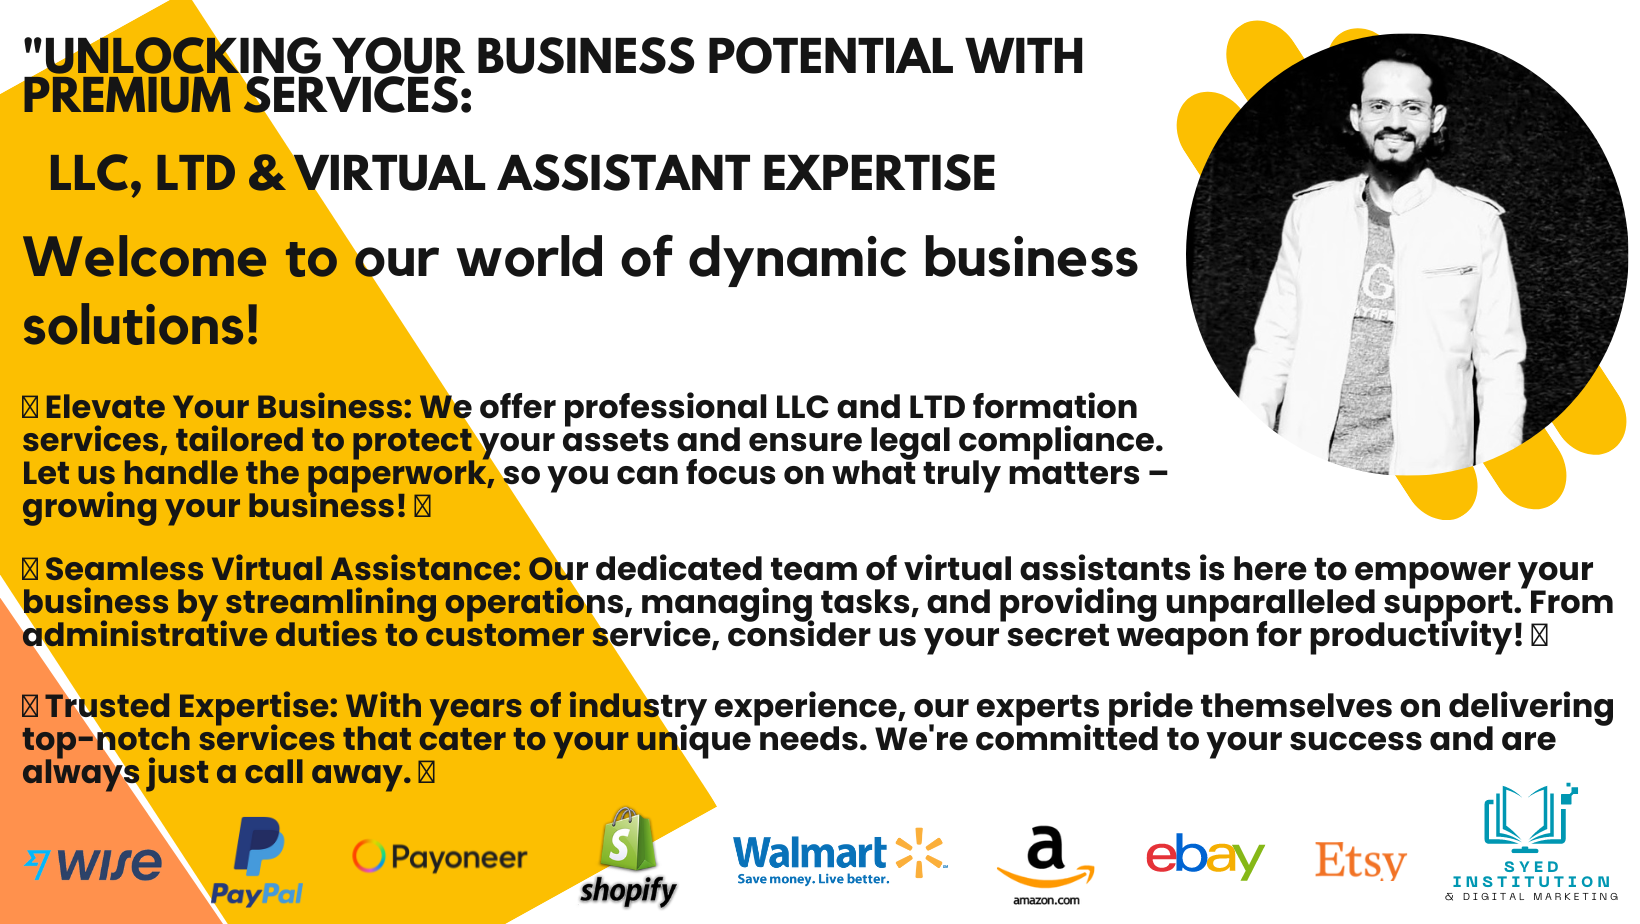 "UNLOCKING YOUR BUSINESS POTENTIAL WITH
PREMIUM SERVICES:
LLC, LTD & VIRTUAL ASSISTANT EXPERTISE
Welcome to our world of dynamic business
solutions!
Elevate Your Business: We offer professional LLC and LTD formation
services, tailored to protect your assets and ensure legal compliance.
Let us handle the paperwork, so you can focus on what truly matters –
growing your business!
Seamless Virtual Assistance: Our dedicated team of virtual assistants is here to empower your
business by streamlining operations, managing tasks, and providing unparalleled support. From
administrative duties to customer service, consider us your secret weapon for productivity!
Trusted Expertise: With years of industry experience, our experts pride themselves on delivering
top-notch services that cater to your unique needs. We're committed to your success and are
always just a call away.
WISE
PayPal
Payoneer
shopify
Walmart
Save money. Live better.
a
amazon.com
ebay
Etsy
SYED
INSTITUTION
& DIGITAL MARKETING